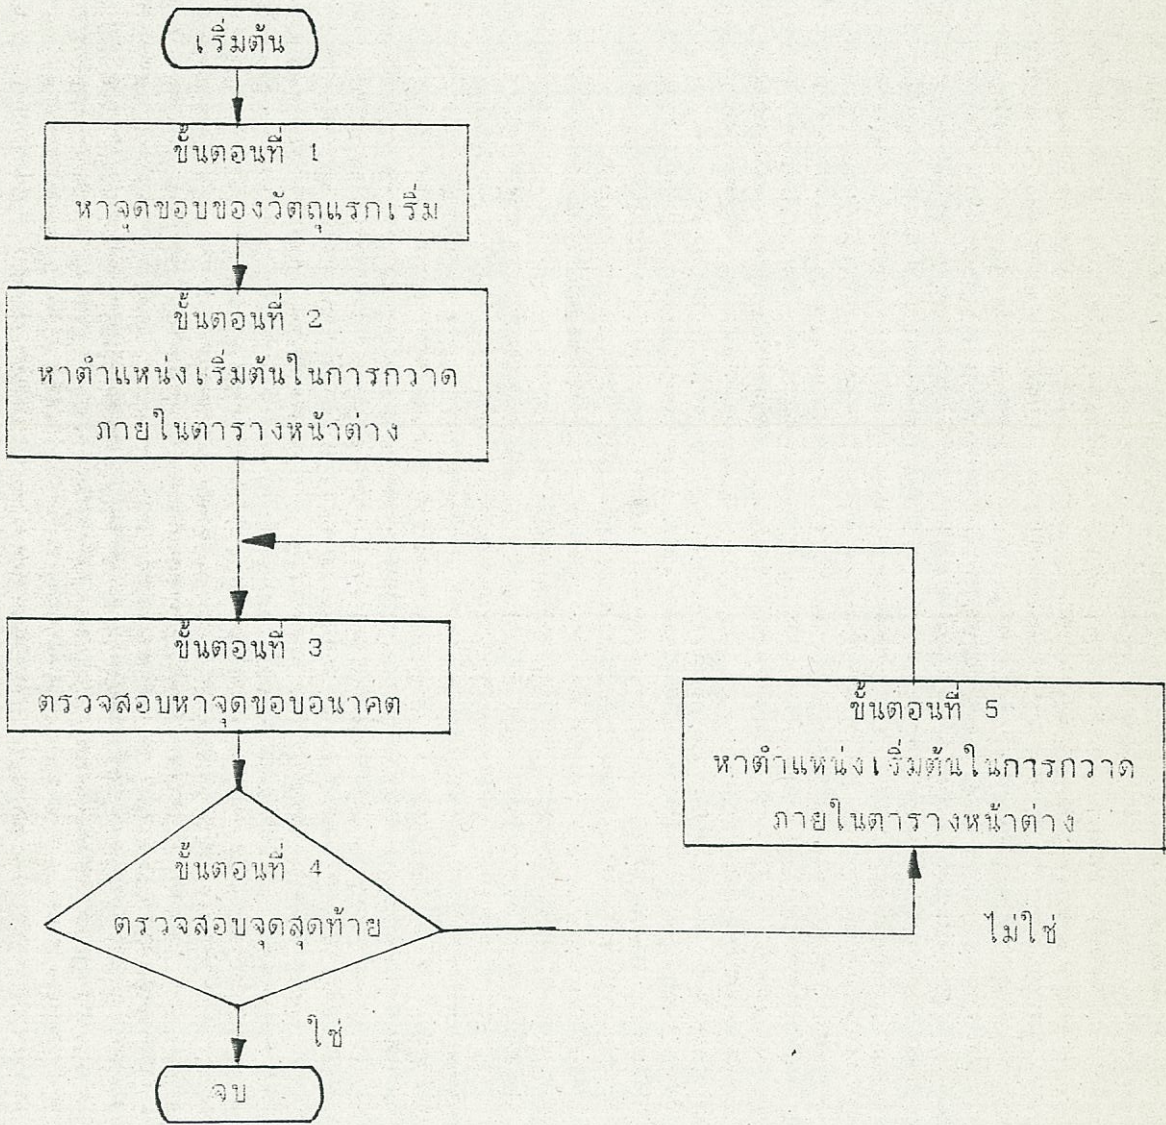 เริ่มต้น
ขั้นตอนที่ 1
หาจุดขอบของวัตถุแรกเริ่ม
ขั้นตอนที่ 2
หาตำแหน่งเริ่มต้นในการกวาด
ภายในตารางหน้าต่าง
ขั้นตอนที่ 3
ตรวจสอบหาจุดขอบอนาคต
ขั้นตอนที่ 4
ตรวจสอบจุดสุดท้าย
ขั้นตอนที่ 5
หาตำแหน่งเริ่มต้นในการกวาด
ภายในตารางหน้าต่าง
ไม่ใช่
ใช่
จบ